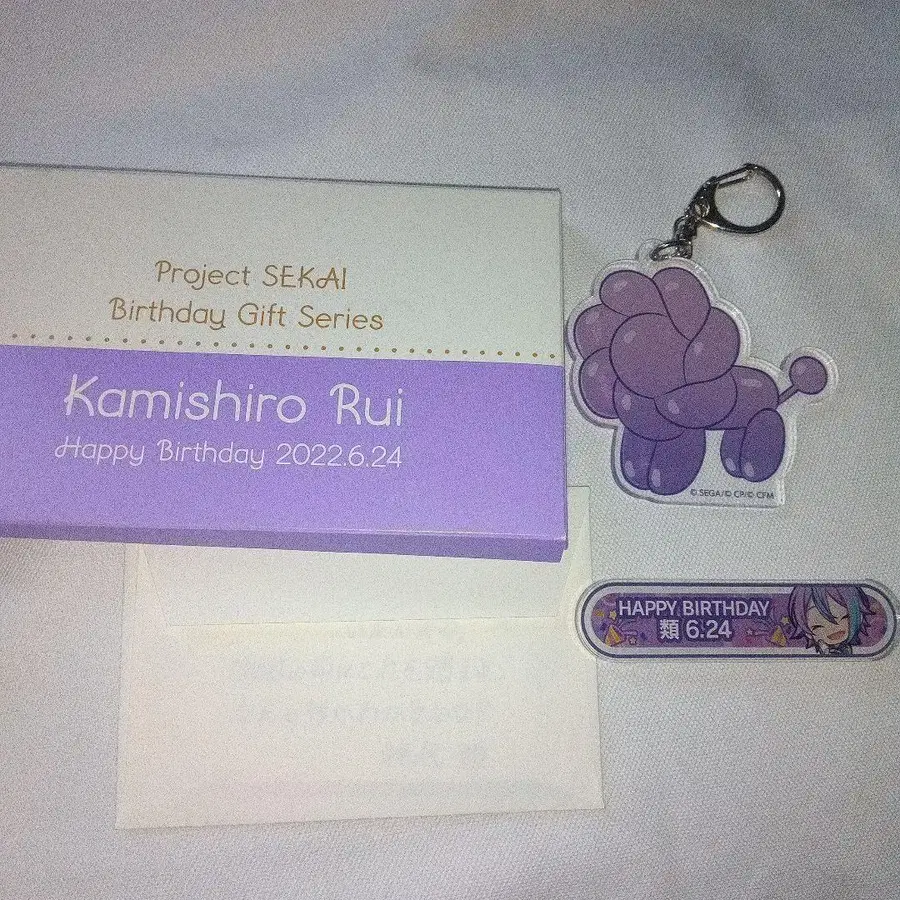 Project SEKAI
Birthday Gift Series
Kamishiro Rui
Happy Birthday 2022.6.24
© SEGA/© CP/© CFM
HAPPY BIRTHDAY
類 6.24